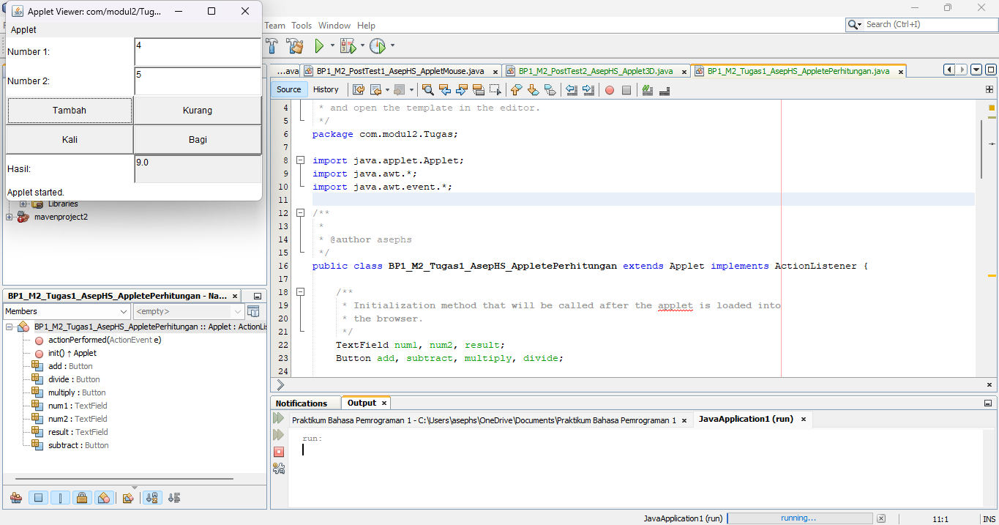 Applet Viewer: com/modul2/Tug...
Applet
Number 1:
4
Number 2:
5
Tambah
Kurang
Kali
Bagi
Hasil:
9.0
Applet started.
Team Tools Window Help
Search (Ctrl+I)
...ava
BP1_M2_PostTest1_AsepHS_AppletMouse.java
BP1_M2_PostTest2_AsepHS_Applet3D.java
BP1_M2_Tugas1_AsepHS_AppletePerhitungan.java
Source
History
4 * and open the template in the editor.
5 */
6 package com.modul2.Tugas;
7
8 import java.applet.Applet;
9 import java.awt.*;
10 import java.awt.event.*;
11
12 /**
13 *
14 * @author asephs
15 */
16 public class BP1_M2_Tugas1_AsepHS_AppletePerhitungan extends Applet implements ActionListener {
17
18 /**
19 * Initialization method that will be called after the applet is loaded into
20 * the browser.
21 */
22 TextField num1, num2, result;
23 Button add, subtract, multiply, divide;
24
Libraries
mavenproject2
BP1_M2_Tugas1_AsepHS_AppletePerhitungan - Na...
Members
<empty>
BP1_M2_Tugas1_AsepHS_AppletePerhitungan :: Applet : ActionLi
actionPerformed(ActionEvent e)
init() ↑ Applet
add : Button
divide : Button
multiply : Button
num1 : TextField
num2 : TextField
result : TextField
subtract : Button
Notifications
Output
Praktikum Bahasa Pemrograman 1 - C:\Users\asephs\OneDrive\Documents\Praktikum Bahasa Pemrograman 1
JavaApplication1 (run)
run:
JavaApplication1 (run)
running...
11:1
INS